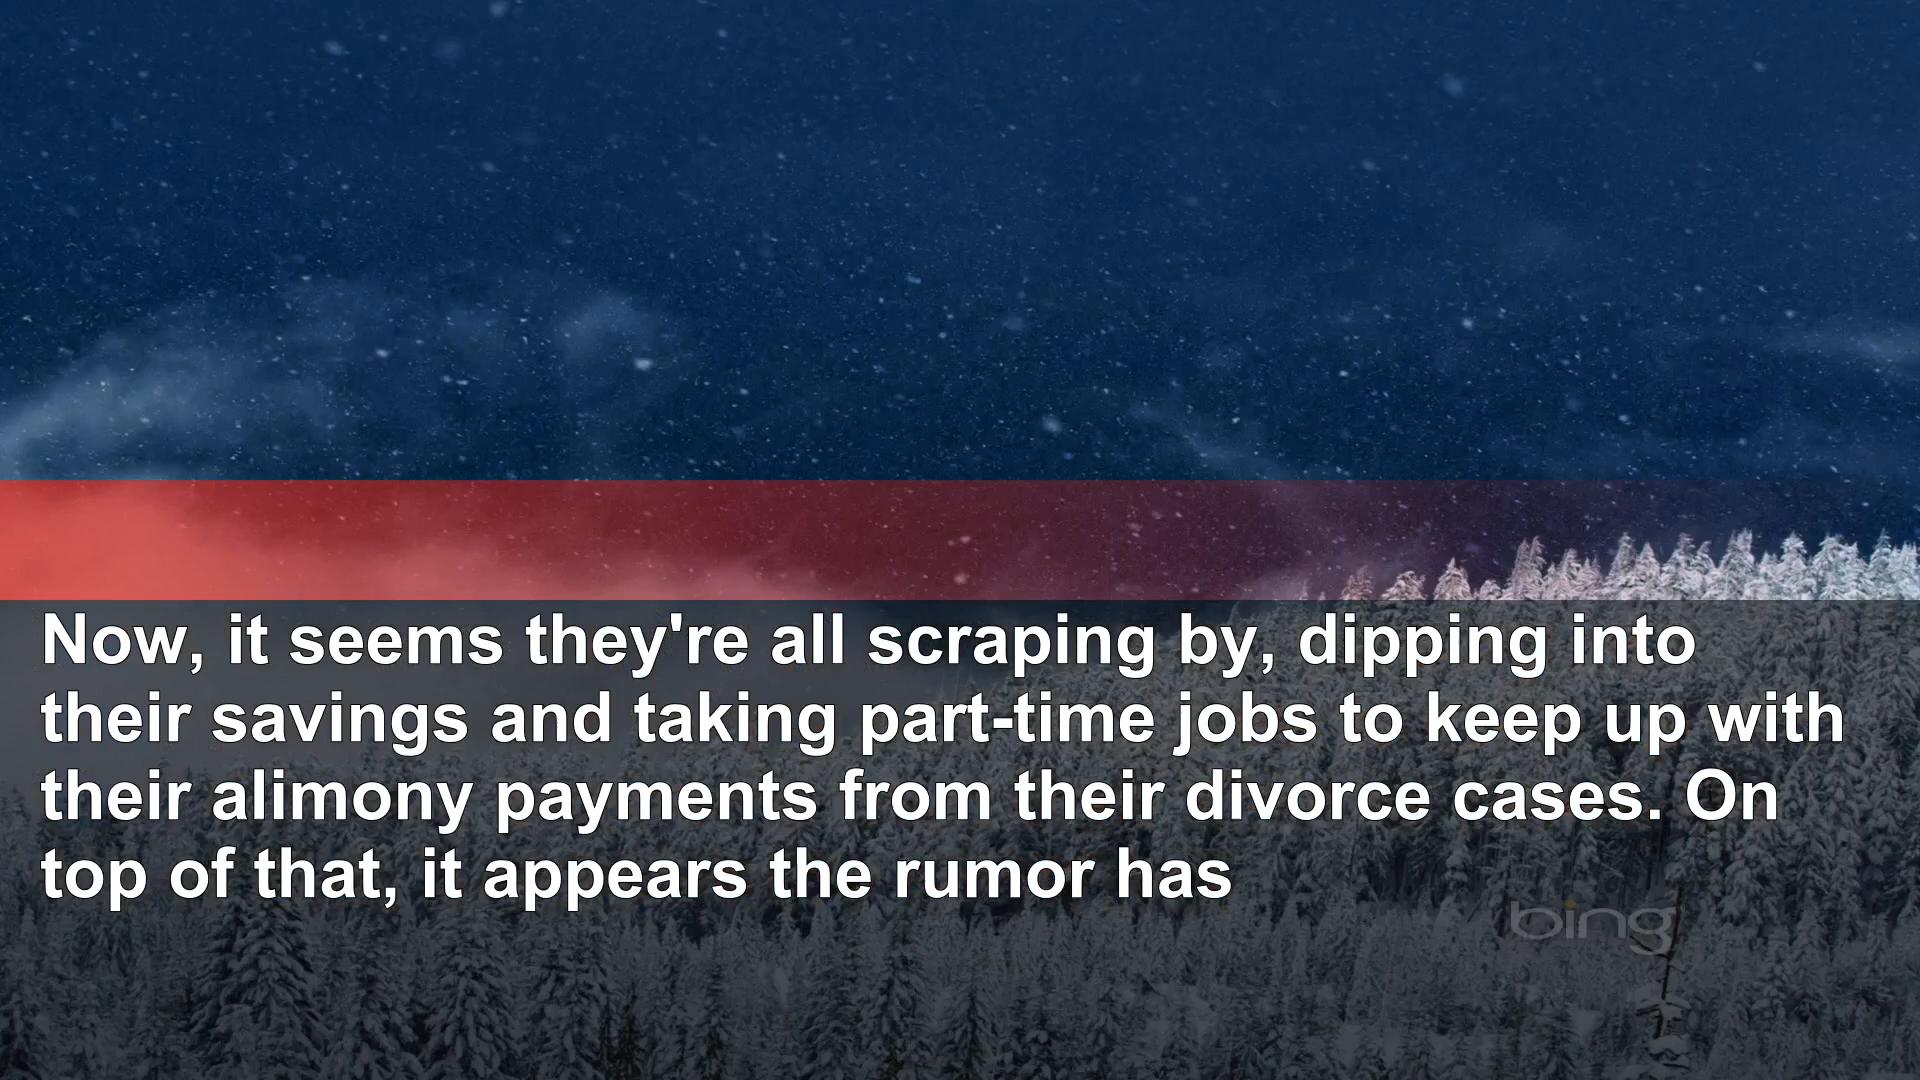 Now, it seems they're all scraping by, dipping into
their savings and taking part-time jobs to keep up with
their alimony payments from their divorce cases. On
top of that, it appears the rumor has
bing